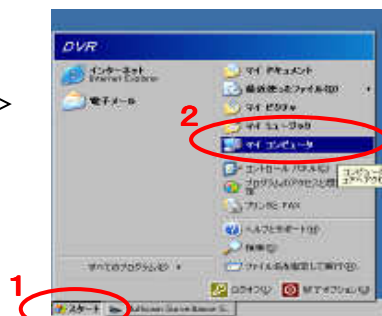 DVR
インターネット
Internet Explorer
電子メール
マイ ドキュメント
最近使ったファイル(D)
マイ ピクチャ
2
マイ ミュージック
マイ コンピュータ
>
コントロール パネル(C)
プログラムのアクセスと既
プリンタと FAX
ヘルプとサポート(H)
検索(S)
すべてのプログラム(P)
ファイル名を指定して実行(R)...
1
ログオフ(L)
終了オプション(U)
スタート